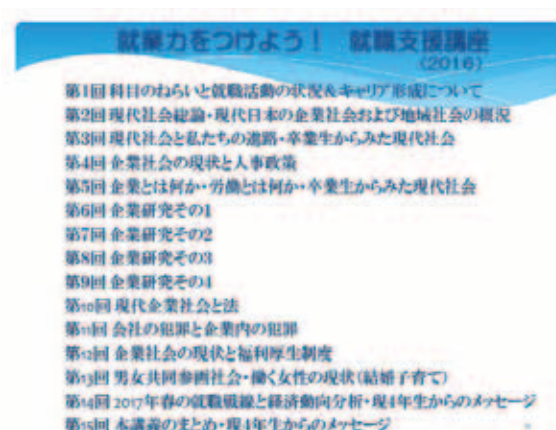 就業力をつけよう！　就職支援講座
(2016)
第1回 科目のねらいと就職活動の状況＆キャリア形成について
第2回 現代社会総論・現代日本の企業社会および地域社会の概況
第3回 現代社会と私たちの進路・卒業生からみた現代社会
第4回 企業社会の現状と人事政策
第5回 企業とは何か・労働とは何か・卒業生からみた現代社会
第6回 企業研究その1
第7回 企業研究その2
第8回 企業研究その3
第9回 企業研究その4
第10回 現代企業社会と法
第11回 会社の犯罪と企業内の犯罪
第12回 企業社会の現状と福利厚生制度
第13回 男女共同参画社会・働く女性の現状(結婚子育て)
第14回 2017年春の就職戦線と経済動向分析・現4年生からのメッセージ
第15回 本講義のまとめ・現4年生からのメッセージ